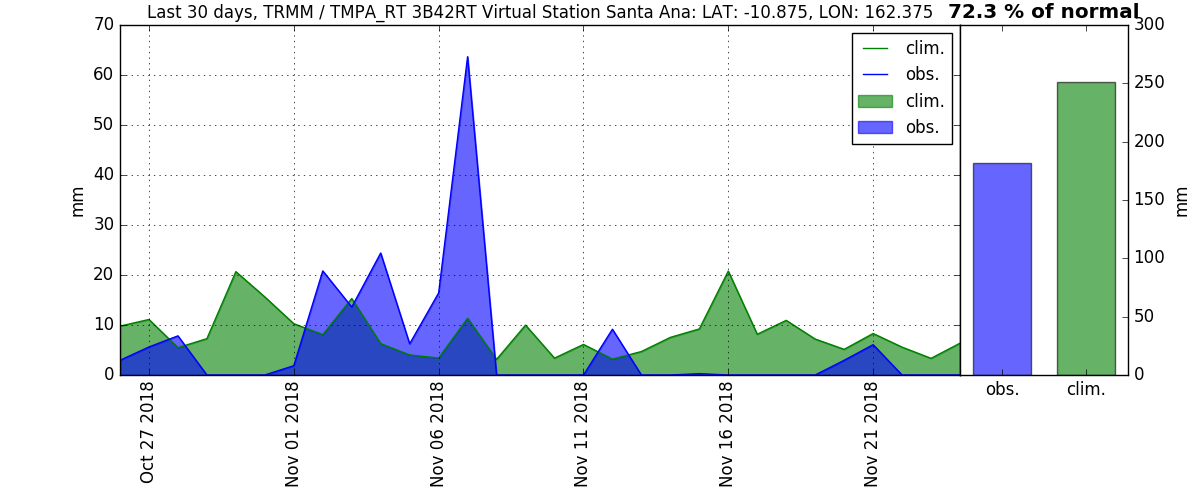 Last 30 days, TRMM / TMPA_RT 3B42RT Virtual Station Santa Ana: LAT: -10.875, LON: 162.375
72.3 % of normal
70
60
50
40
30
20
10
0
mm
clim.
obs.
clim.
obs.
Oct 27 2018
Nov 01 2018
Nov 06 2018
Nov 11 2018
Nov 16 2018
Nov 21 2018
300
250
200
150
100
50
0
mm
obs.
clim.